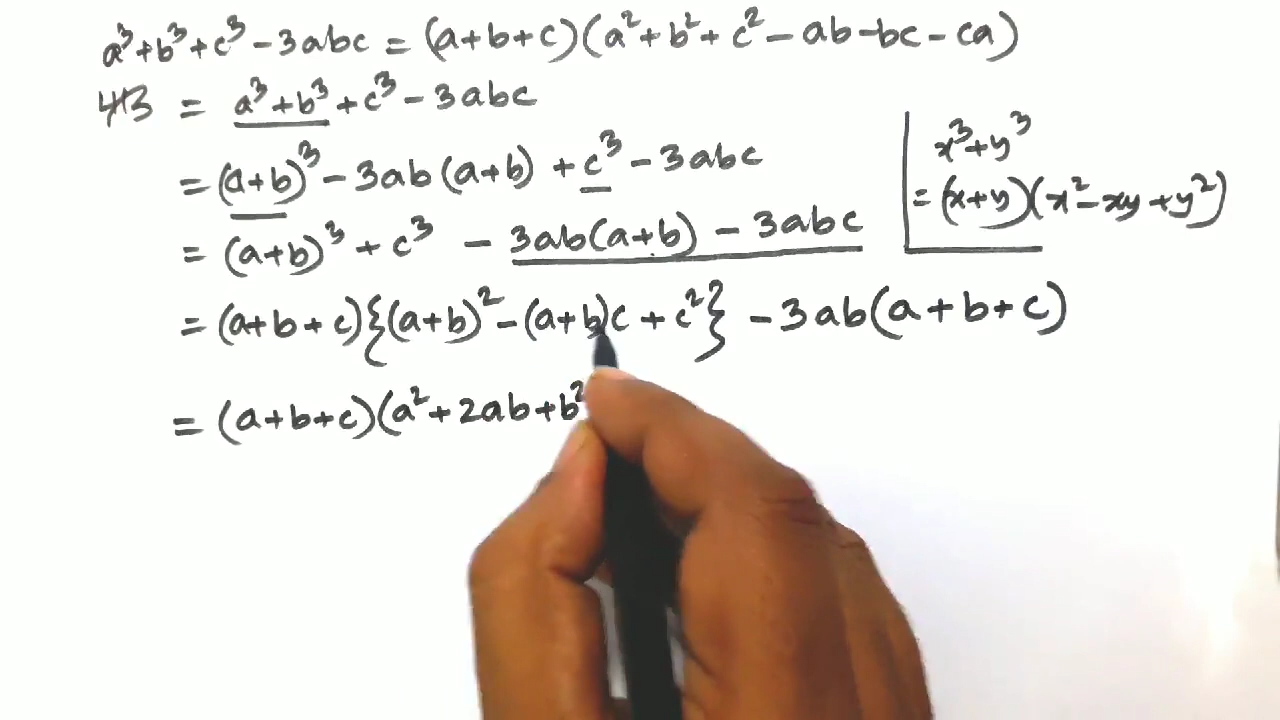 a³+b³+c³-3abc = (a+b+c)(a²+b²+c²-ab-bc-ca)
= a³+b³+c³-3abc
= (a+b)³-3ab(a+b)+c³-3abc
= (a+b)³+c³ -3ab(a+b)-3abc
= (a+b+c){(a+b)²-(a+b)c+c²} -3ab(a+b+c)
= (a+b+c)(a²+2ab+b²
x³+y³
= (x+y)(x²-xy+y²)